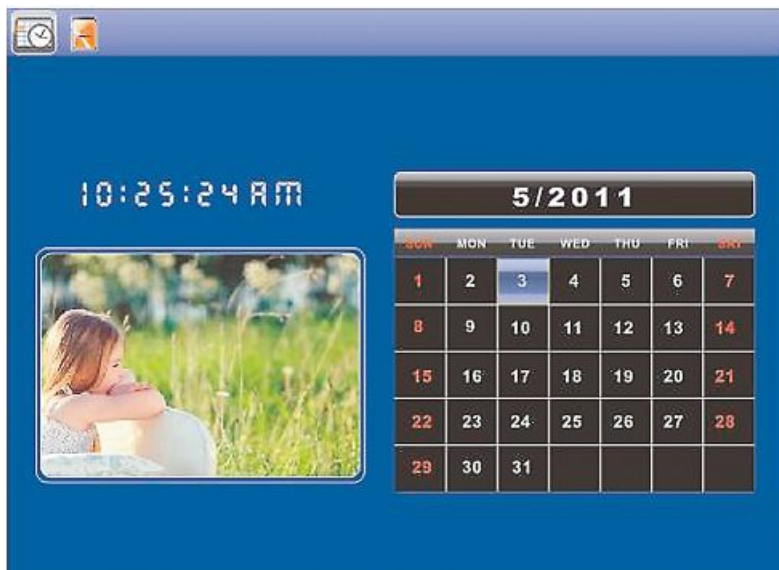 10:25:24 AM
5/2011
SUN MON TUE WED THU FRI SAT
1 2 3 4 5 6 7
8 9 10 11 12 13 14
15 16 17 18 19 20 21
22 23 24 25 26 27 28
29 30 31